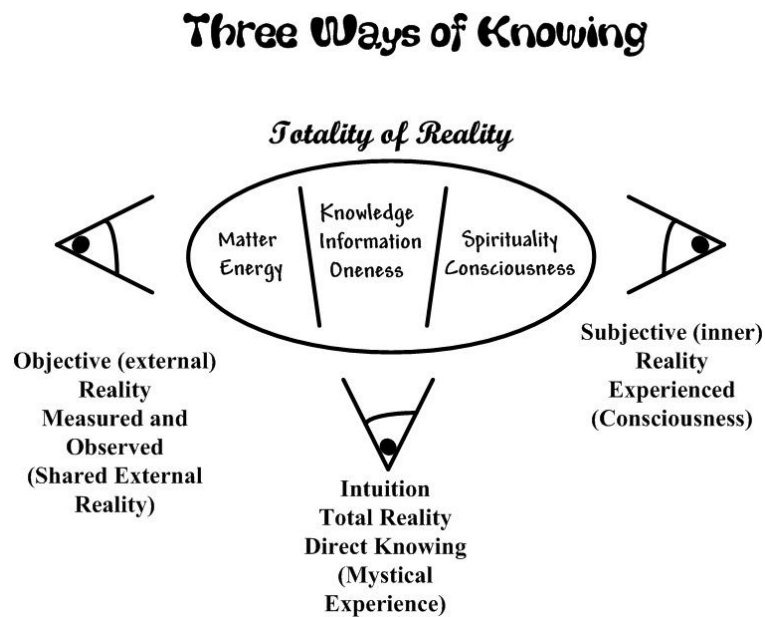 Three Ways of Knowing
Totality of Reality
Matter
Energy
Knowledge
Information
Oneness
Spirituality
Consciousness
Objective (external)
Reality
Measured and
Observed
(Shared External
Reality)
Intuition
Total Reality
Direct Knowing
(Mystical
Experience)
Subjective (inner)
Reality
Experienced
(Consciousness)